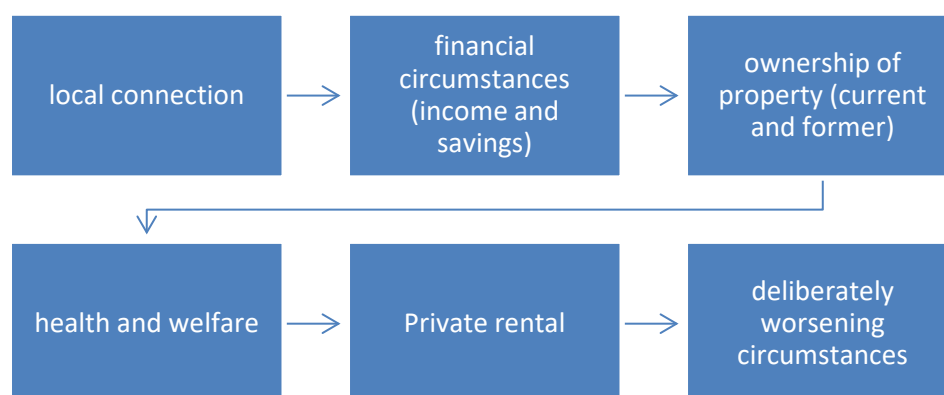 local connection
financial
circumstances
(income and
savings)
ownership of
property (current
and former)
health and welfare
Private rental
deliberately
worsening
circumstances